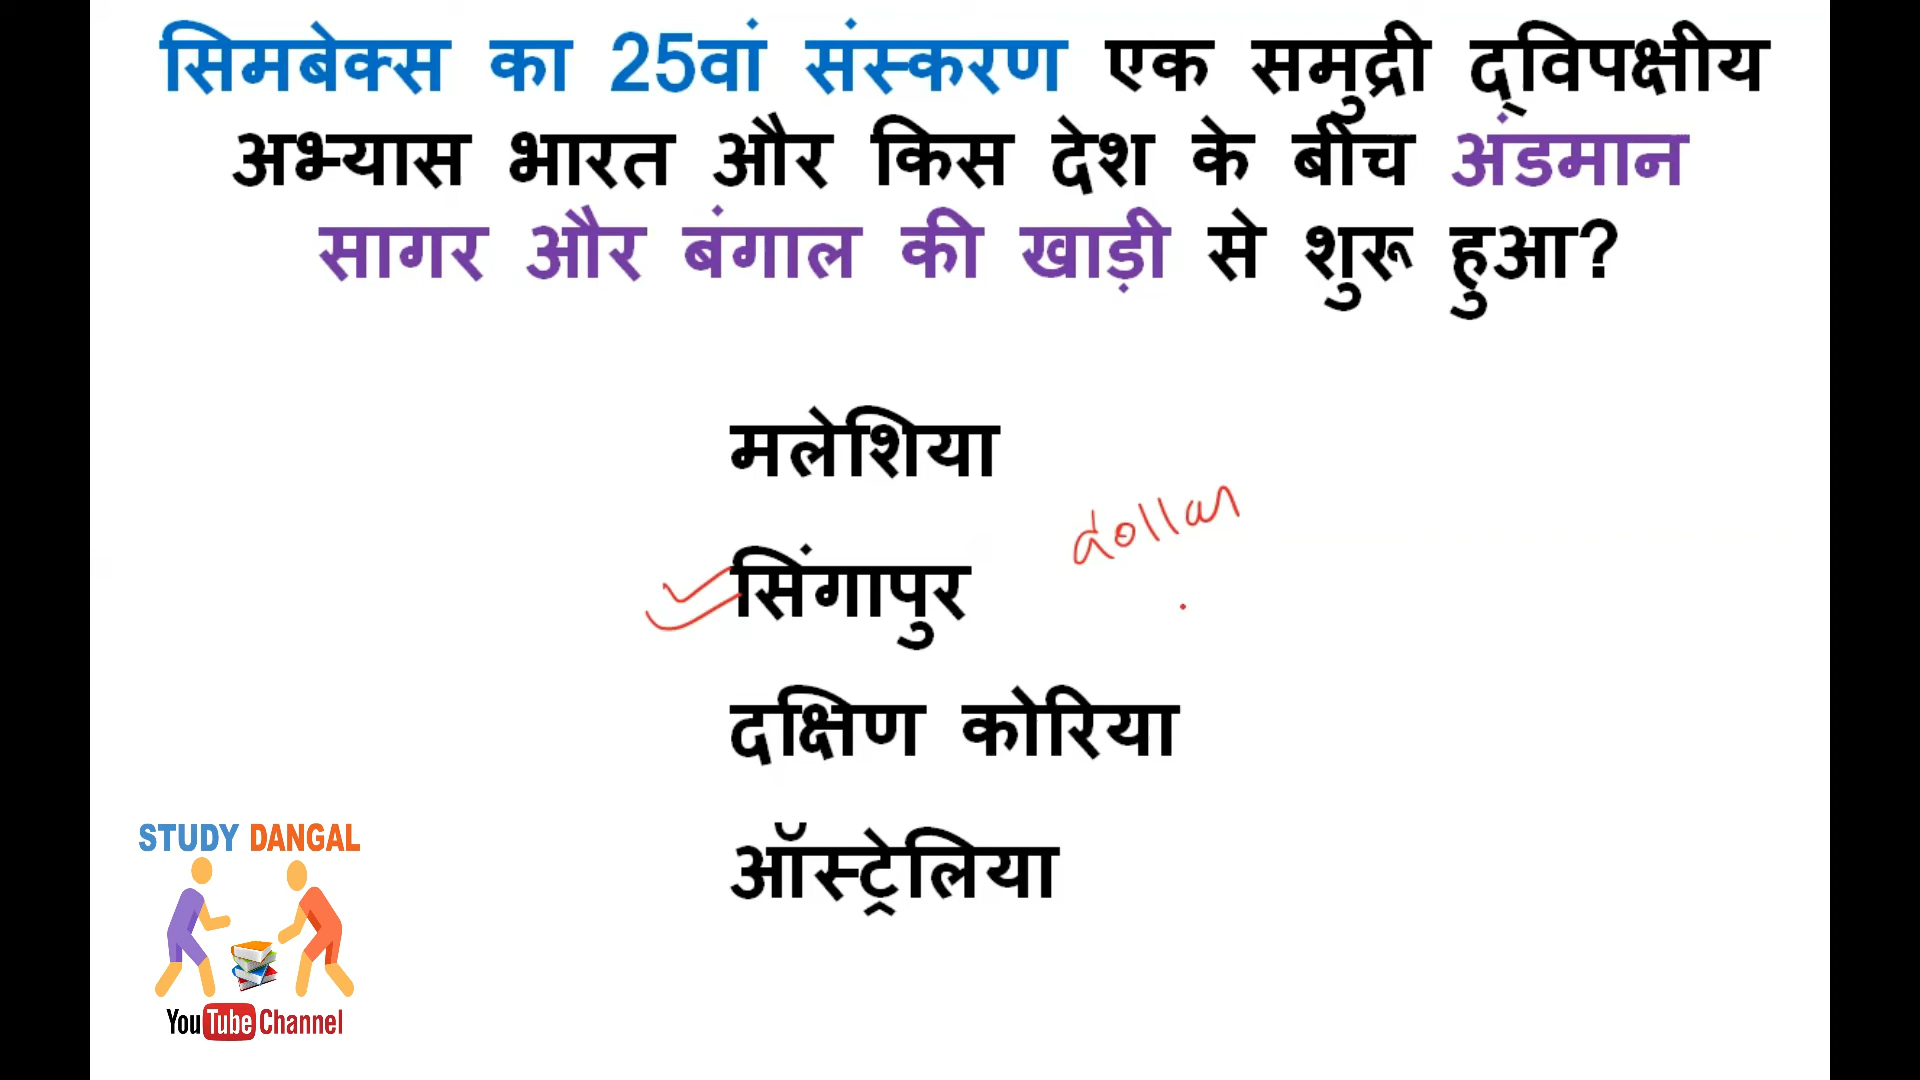 सिमबेक्स का 25वां संस्करण एक समुद्री द्विपक्षीय
अभ्यास भारत और किस देश के बीच अंडमान
सागर और बंगाल की खाड़ी से शुरू हुआ?
मलेशिया
dollar
सिंगापुर
दक्षिण कोरिया
ऑस्ट्रेलिया
STUDY DANGAL
YouTube Channel